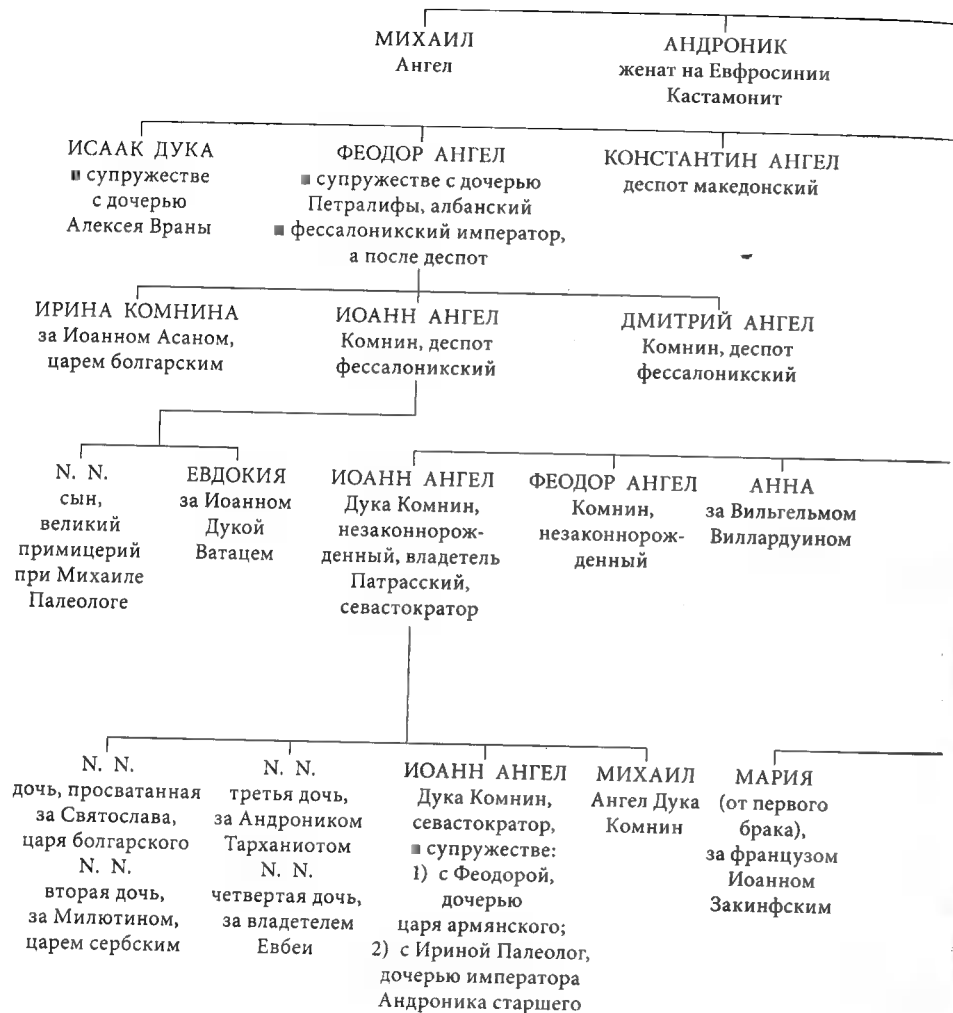 МИХАИЛ
Ангел
АНДРОНИК
женат на Евфросинии
Кастамонит
ИСААК ДУКА
в супружестве
с дочерью
Алексея Враны
ФЕОДОР АНГЕЛ
в супружестве с дочерью
Петралифы, албанский
в фессалоникский император,
а после деспот
КОНСТАНТИН АНГЕЛ
деспот македонский
ИРИНА КОМНИНА
за Иоанном Асаном,
царем болгарским
ИОАНН АНГЕЛ
Комнин, деспот
фессалоникский
ДМИТРИЙ АНГЕЛ
Комнин, деспот
фессалоникский
N. N.
сын,
великий
примицерий
при Михаиле
Палеологе
ЕВДОКИЯ
за Иоанном
Дукой
Ватацем
ИОАНН АНГЕЛ
Дука Комнин,
незаконнорож-
денный, владетель
Патрасский,
севастократор
ФЕОДОР АНГЕЛ
Комнин,
незаконнорож-
денный
АННА
за Вильгельмом
Виллардуином
N. N.
дочь, просватанная
за Святослава,
царя болгарского
N. N.
вторая дочь,
за Милютином,
царем сербским
N. N.
третья дочь,
за Андроником
Тарханиотом
N. N.
четвертая дочь,
за владетелем
Евбеи
ИОАНН АНГЕЛ
Дука Комнин,
севастократор,
в супружестве:
1) с Феодорой,
дочерью
царя армянского;
2) с Ириной Палеолог,
дочерью императора
Андроника старшего
МИХАИЛ
Ангел Дука
Комнин
МАРИЯ
(от первого
брака),
за французом
Иоанном
Закинфским